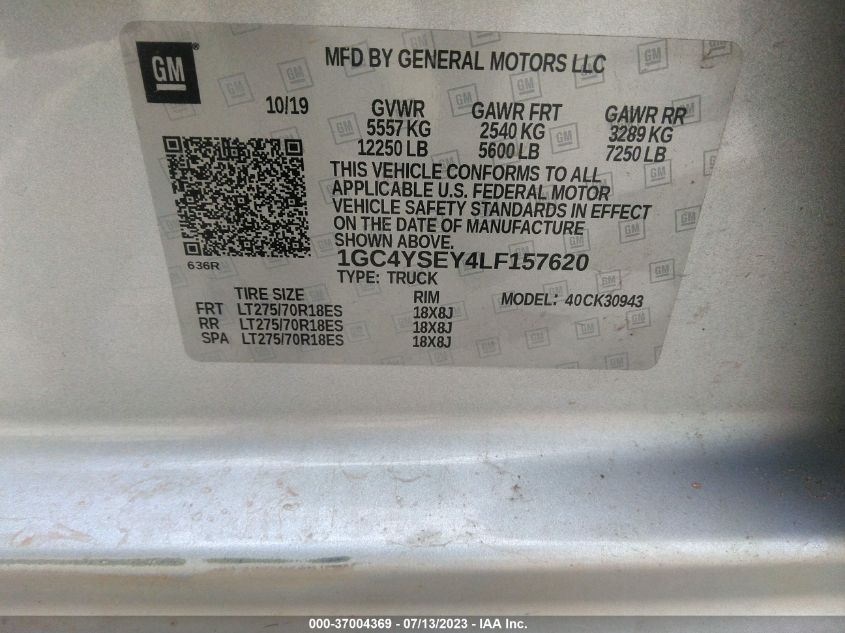 GM
MFD BY GENERAL MOTORS LLC
10/19 GVWR GAWR FRT GAWR RR
5557 KG 2540 KG 3289 KG
12250 LB 5600 LB 7250 LB
THIS VEHICLE CONFORMS TO ALL
APPLICABLE U.S. FEDERAL MOTOR
VEHICLE SAFETY STANDARDS IN EFFECT
ON THE DATE OF MANUFACTURE
SHOWN ABOVE.
636R
1GC4YSEY4LF157620
TYPE: TRUCK
TIRE SIZE RIM MODEL: 40CK30943
FRT LT275/70R18ES 18X8J
RR LT275/70R18ES 18X8J
SPA LT275/70R18ES 18X8J
000-37004369 - 07/13/2023 - IAA Inc.